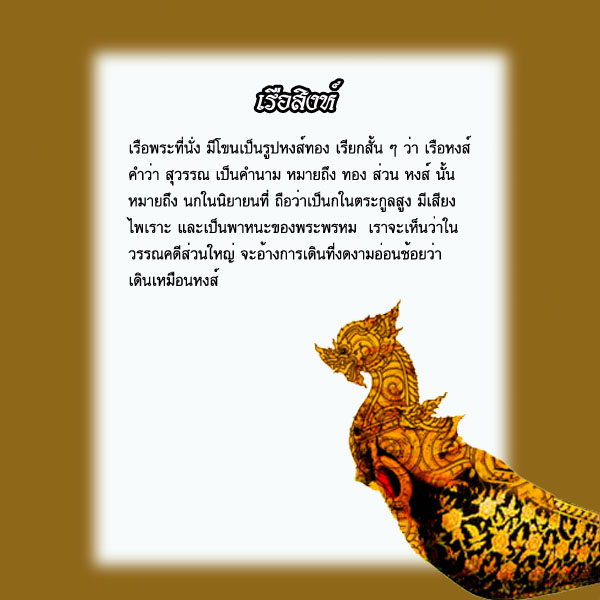 เรือสิงห์
เรือพระที่นั่ง มีโขนเป็นรูปหงส์ทอง เรียกสั้น ๆ ว่า เรือหงส์
คำว่า สุวรรณ เป็นคำนาม หมายถึง ทอง ส่วน หงส์ นั้น
หมายถึง นกในนิยายนที่ ถือว่าเป็นกในตระกูลสูง มีเสียง
ไพเราะ และเป็นพาหนะของพระพรหม เราจะเห็นว่าใน
วรรณคดีส่วนใหญ่ จะอ้างการเดินที่งดงามอ่อนช้อยว่า
เดินเหมือนหงส์